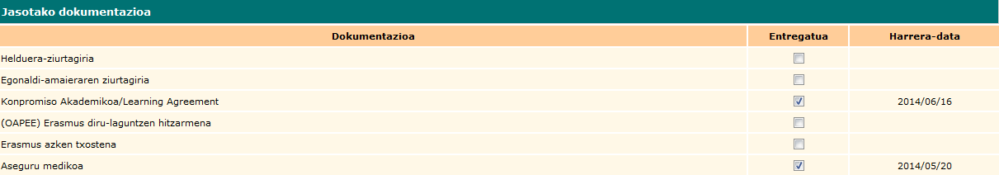 Jasotako dokumentazioa
Dokumentazioa Entregatua Harrera-data
Helduera-ziurtagiria
Egonaldi-amaieraren ziurtagiria
Konpromiso Akademikoa/Learning Agreement 2014/06/16
(OAPEE) Erasmus diru-laguntzen hitzarmena
Erasmus azken txostena
Aseguru medikoa 2014/05/20